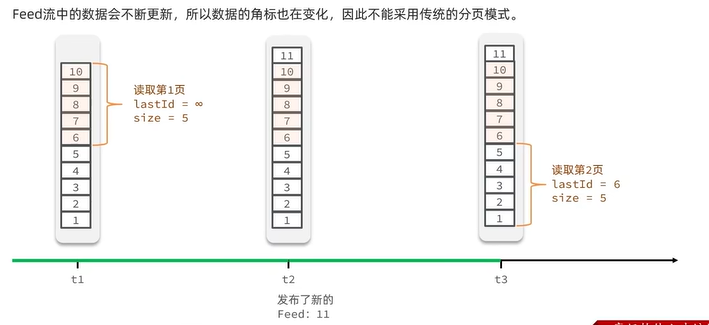 Feed流中的数据会不断更新，所以数据的角标也在变化，因此不能采用传统的分页模式。
10
9
8
7
6
5
4
3
2
1
读取第1页
lastId = ∞
size = 5
11
10
9
8
7
6
5
4
3
2
1
11
10
9
8
7
6
5
4
3
2
1
读取第2页
lastId = 6
size = 5
t1
t2
t3
发布了新的
Feed: 11